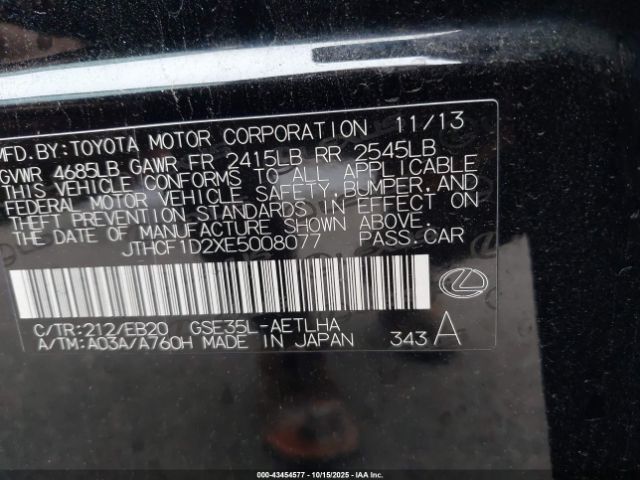 MFD. BY: TOYOTA MOTOR CORPORATION 11/13
GVWR 4685LB GAWR FR 2415LB RR 2545LB
THIS VEHICLE CONFORMS TO ALL APPLICABLE
FEDERAL MOTOR VEHICLE SAFETY, BUMPER, AND
THEFT PREVENTION STANDARDS IN EFFECT ON
THE DATE OF MANUFACTURE SHOWN ABOVE.
JTHCF1D2XE5008077 PASS. CAR
C/TR: 212/EB20 GSE35L-AETLHA
A/TM: A03A/A760H MADE IN JAPAN 343 A
000-43454577 - 10/15/2025 - IAA Inc.